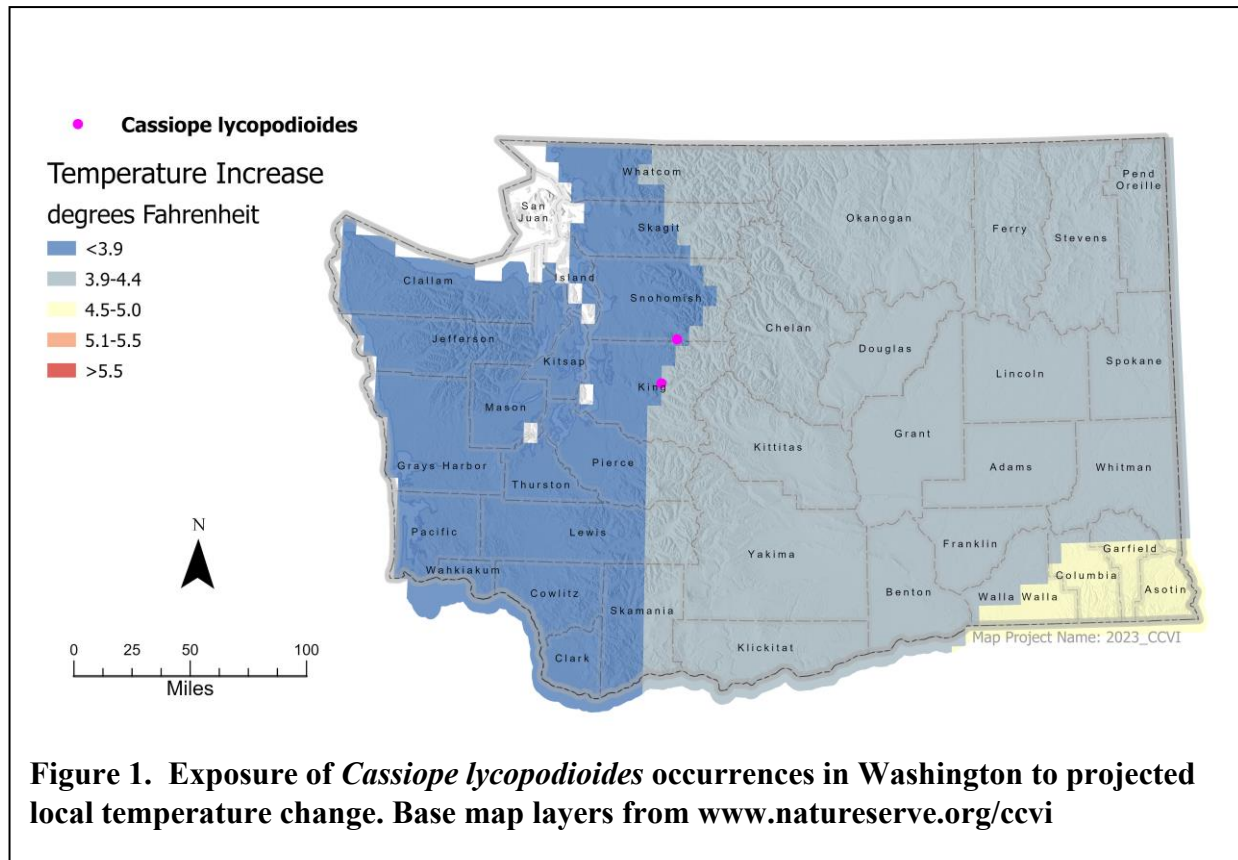 Cassiope lycopodioides
Temperature Increase
degrees Fahrenheit
<3.9
3.9-4.4
4.5-5.0
5.1-5.5
>5.5
N
0 25 50 100
Miles
Whatcom
San
Juan
Skagit
Island
Clallam
Snohomish
Jefferson
Kitsap
King
Mason
Grays Harbor
Pierce
Thurston
Pacific
Lewis
Wahkiakum
Cowlitz
Skamania
Clark
Okanogan
Ferry
Stevens
Pend
Oreille
Chelan
Douglas
Lincoln
Spokane
Kittitas
Grant
Adams
Whitman
Yakima
Franklin
Garfield
Columbia
Benton
Walla Walla
Asotin
Klickitat
Map Project Name: 2023_CCVI
Figure 1. Exposure of Cassiope lycopodioides occurrences in Washington to projected
local temperature change. Base map layers from www.natureserve.org/ccvi